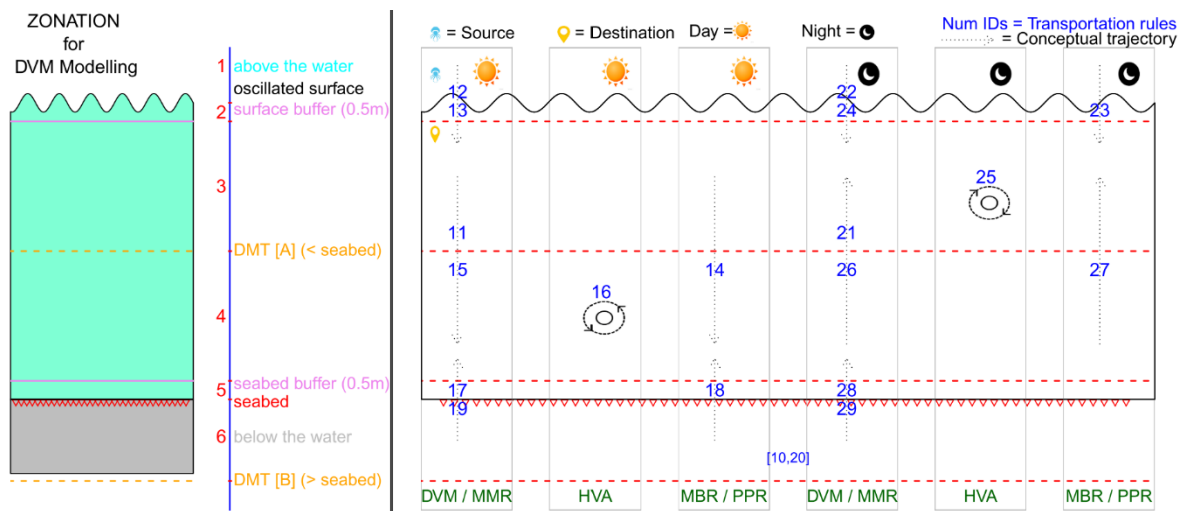 ZONATION
for
DVM Modelling
1 above the water
oscillated surface
2 surface buffer (0.5m)
3
DMT [A] (< seabed)
4
seabed buffer (0.5m)
5
seabed
6 below the water
DMT [B] (> seabed)
= Source
= Destination
Day =
Night =
Num IDs = Transportation rules
= Conceptual trajectory
12 22
13 24 23
25
11 21
15 14 26 27
16
17 18 28
19 29
[10,20]
DVM / MMR HVA MBR / PPR DVM / MMR HVA MBR / PPR